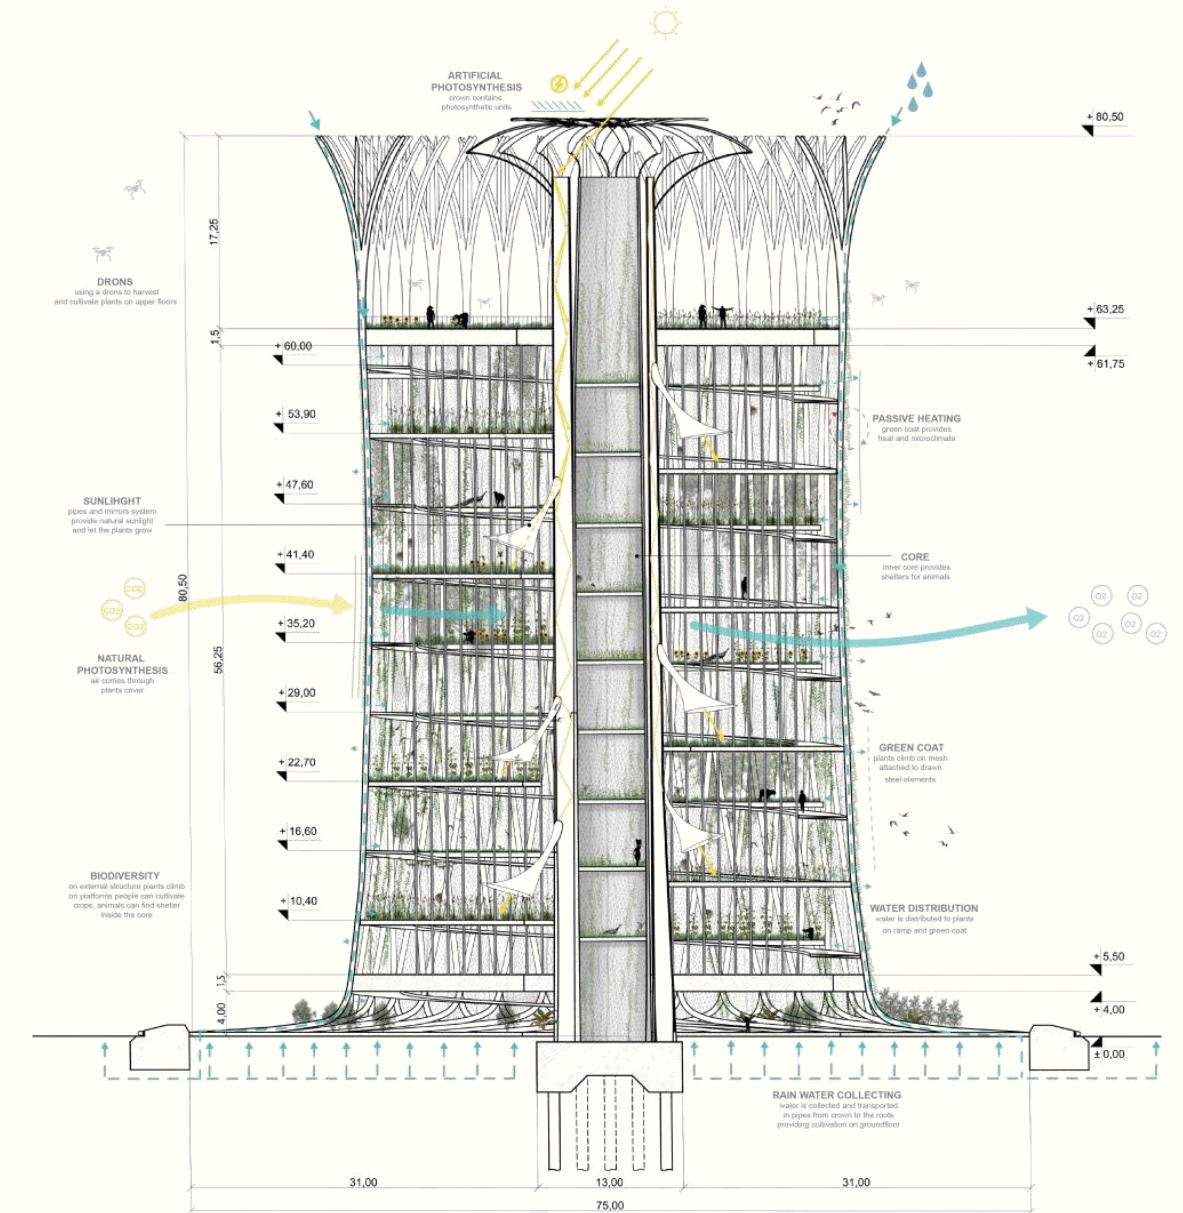 ARTIFICIAL
PHOTOSYNTHESIS
crown contains
photosynthetic units
+ 80,50
17,25
DRONS
using a drons to harvest
and cultivate plants on upper floors
+ 63,25
1,5
+ 60,00
+ 61,75
+ 53,90
PASSIVE HEATING
green coat provides
heat and microclimate
+ 47,60
SUNLIHGHT
pipes and mirrors system
provide natural sunlight
and let the plants grow
+ 41,40
CORE
inner core provides
shelters for animals
80,50
CO2
CO2
CO2
O2
O2
O2
O2
O2
O2
+ 35,20
56,25
NATURAL
PHOTOSYNTHESIS
air comes through
plants cover
+ 29,00
+ 22,70
GREEN COAT
plants climb on mesh
attached to drawn
steel elements
+ 16,60
BIODIVERSITY
on external structure plants climb
on platforms people can cultivate
crops, animals can find shelter
inside the core
+ 10,40
WATER DISTRIBUTION
water is distributed to plants
on ramp and green coat
+ 5,50
1,5
4,00
+ 4,00
± 0,00
RAIN WATER COLLECTING
water is collected and transported
in pipes from crown to the roots
providing cultivation on groundfloor
31,00
13,00
31,00
75,00